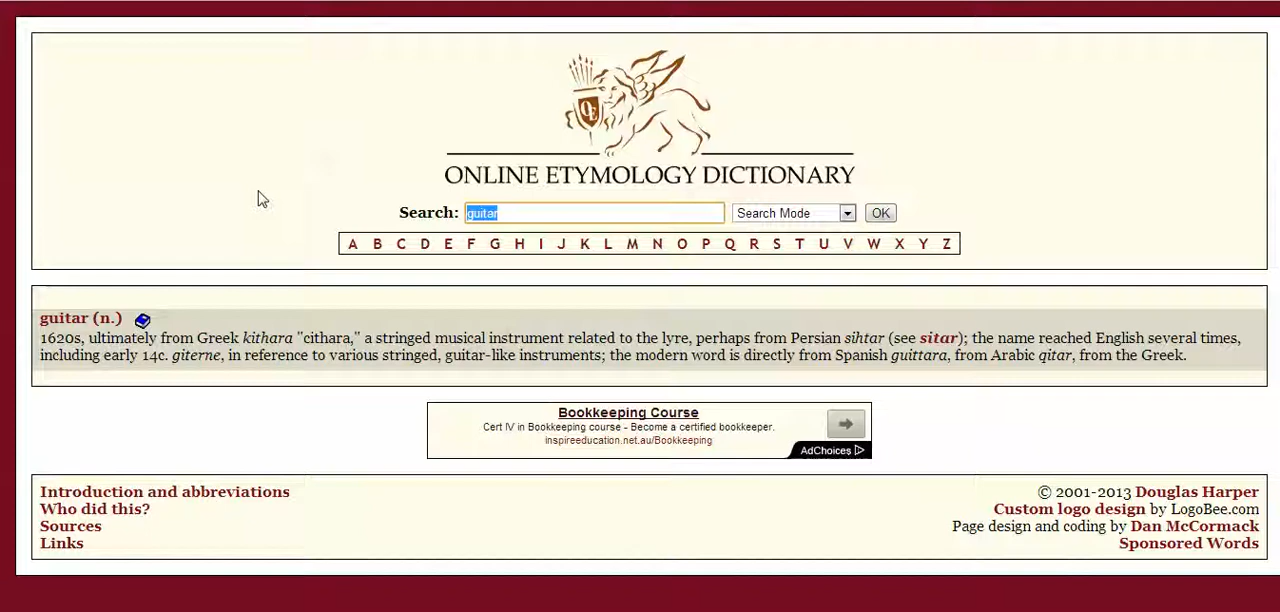 OE
ONLINE ETYMOLOGY DICTIONARY
Search: guitar Search Mode OK
A B C D E F G H I J K L M N O P Q R S T U V W X Y Z
guitar (n.)
1620s, ultimately from Greek kithara "cithara," a stringed musical instrument related to the lyre, perhaps from Persian sihtar (see sitar); the name reached English several times,
including early 14c. giterne, in reference to various stringed, guitar-like instruments; the modern word is directly from Spanish guittara, from Arabic qitar, from the Greek.
Bookkeeping Course
Cert IV in Bookkeeping course - Become a certified bookkeeper.
inspireeducation.net.au/Bookkeeping
AdChoices
Introduction and abbreviations
Who did this?
Sources
Links
© 2001-2013 Douglas Harper
Custom logo design by LogoBee.com
Page design and coding by Dan McCormack
Sponsored Words